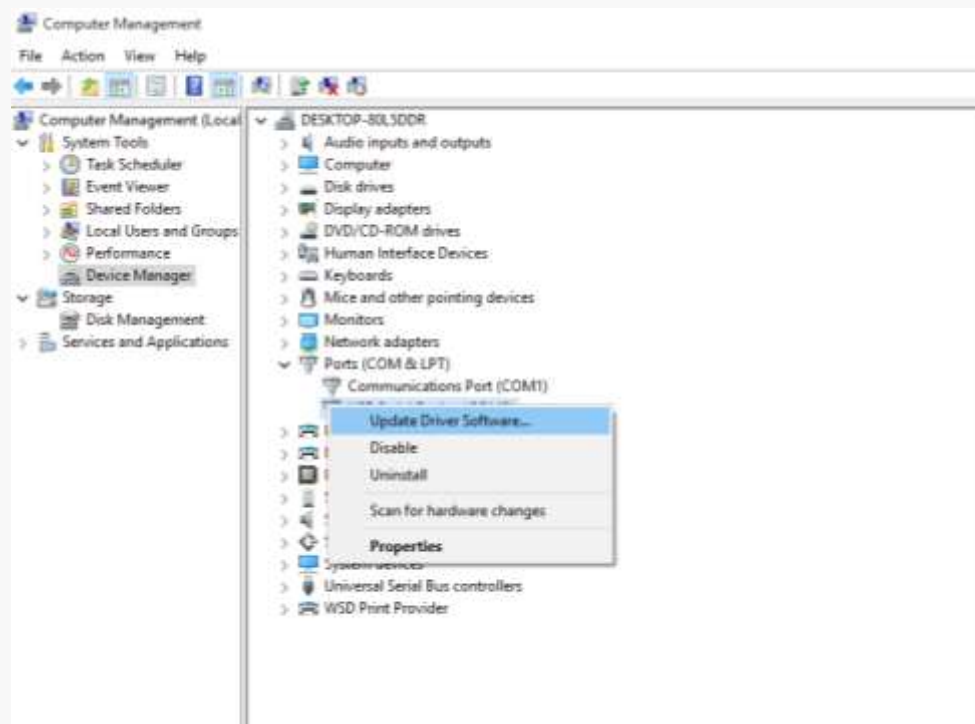 Computer Management
File Action View Help
Computer Management (Local
System Tools
Task Scheduler
Event Viewer
Shared Folders
Local Users and Groups
Performance
Device Manager
Storage
Disk Management
Services and Applications
DESKTOP-80L5DDR
Audio inputs and outputs
Computer
Disk drives
Display adapters
DVD/CD-ROM drives
Human Interface Devices
Keyboards
Mice and other pointing devices
Monitors
Network adapters
Ports (COM & LPT)
Communications Port (COM1)
Update Driver Software...
Disable
Uninstall
Scan for hardware changes
Properties
System devices
Universal Serial Bus controllers
WSD Print Provider